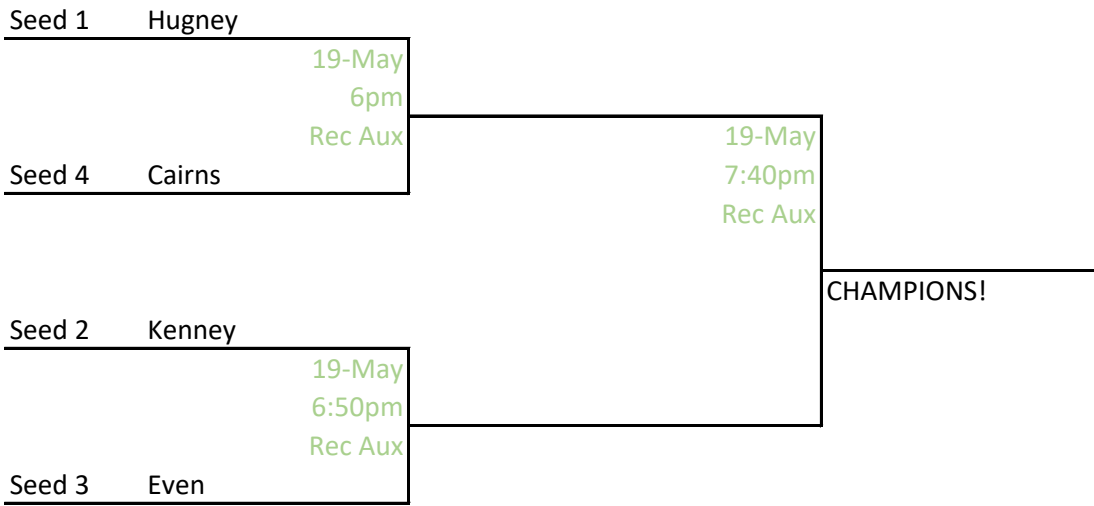 Seed 1 Hugney
19-May
6pm
Rec Aux
Seed 4 Cairns
19-May
7:40pm
Rec Aux
CHAMPIONS!
Seed 2 Kenney
19-May
6:50pm
Rec Aux
Seed 3 Even